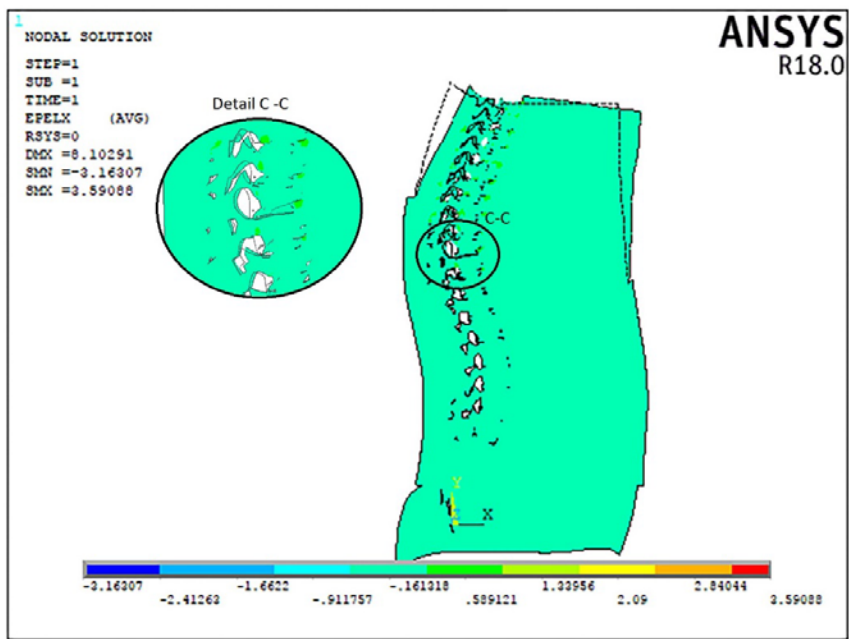 1
NODAL SOLUTION
STEP=1
SUB =1
TIME=1
EPELX (AVG)
RSYS=0
DMX =8.10291
SMN =-3.16307
SMX =3.59088
ANSYS
R18.0
Detail C -C
C-C
Y
X
-3.16307 -1.6622 -.161318 1.33956 2.84044
-2.41263 -.911757 .589121 2.09 3.59088